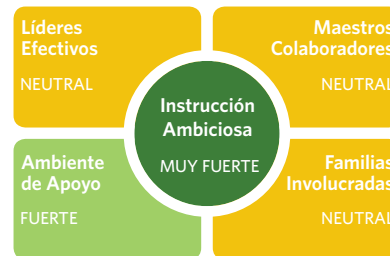 Líderes
Efectivos
NEUTRAL
Maestros
Colaboradores
NEUTRAL
Instrucción
Ambiciosa
MUY FUERTE
Ambiente
de Apoyo
FUERTE
Familias
Involucradas
NEUTRAL